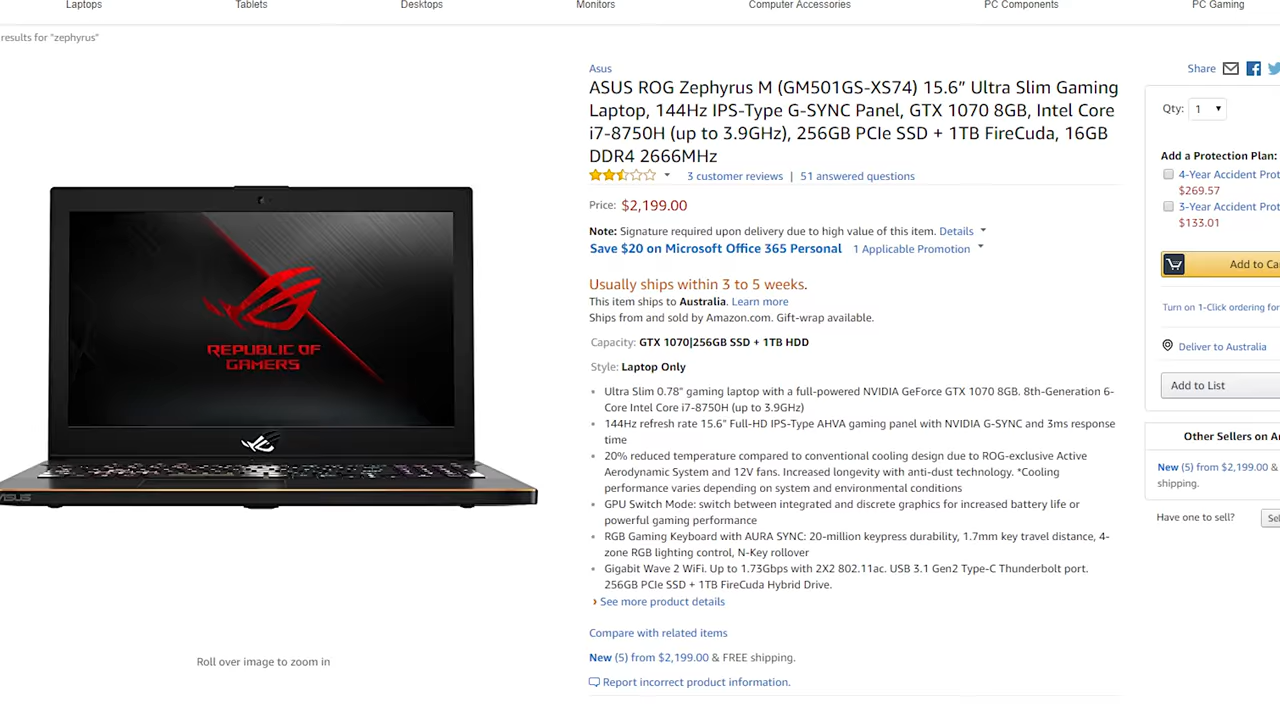 Laptops Tablets Desktops Monitors Computer Accessories PC Components PC Gaming
results for "zephyrus"
Share
Asus
ASUS ROG Zephyrus M (GM501GS-XS74) 15.6” Ultra Slim Gaming
Laptop, 144Hz IPS-Type G-SYNC Panel, GTX 1070 8GB, Intel Core
i7-8750H (up to 3.9GHz), 256GB PCIe SSD + 1TB FireCuda, 16GB
DDR4 2666MHz
3 customer reviews | 51 answered questions
Price: $2,199.00
Note: Signature required upon delivery due to high value of this item. Details
Save $20 on Microsoft Office 365 Personal 1 Applicable Promotion
Usually ships within 3 to 5 weeks.
This item ships to Australia. Learn more
Ships from and sold by Amazon.com. Gift-wrap available.
Capacity: GTX 1070|256GB SSD + 1TB HDD
Style: Laptop Only
Ultra Slim 0.78" gaming laptop with a full-powered NVIDIA GeForce GTX 1070 8GB. 8th-Generation 6-
Core Intel Core i7-8750H (up to 3.9GHz)
144Hz refresh rate 15.6" Full-HD IPS-Type AHVA gaming panel with NVIDIA G-SYNC and 3ms response
time
20% reduced temperature compared to conventional cooling design due to ROG-exclusive Active
Aerodynamic System and 12V fans. Increased longevity with anti-dust technology. *Cooling
performance varies depending on system and environmental conditions
GPU Switch Mode: switch between integrated and discrete graphics for increased battery life or
powerful gaming performance
RGB Gaming Keyboard with AURA SYNC: 20-million keypress durability, 1.7mm key travel distance, 4-
zone RGB lighting control, N-Key rollover
Gigabit Wave 2 WiFi. Up to 1.73Gbps with 2X2 802.11ac. USB 3.1 Gen2 Type-C Thunderbolt port.
256GB PCIe SSD + 1TB FireCuda Hybrid Drive.
› See more product details
Compare with related items
New (5) from $2,199.00 & FREE shipping.
Report incorrect product information.
REPUBLIC OF
GAMERS
ASUS
Roll over image to zoom in
Qty: 1
Add a Protection Plan:
4-Year Accident Prot
$269.57
3-Year Accident Prot
$133.01
Add to Ca
Turn on 1-Click ordering for
Deliver to Australia
Add to List
Other Sellers on A
New (5) from $2,199.00 &
shipping.
Have one to sell? Sel